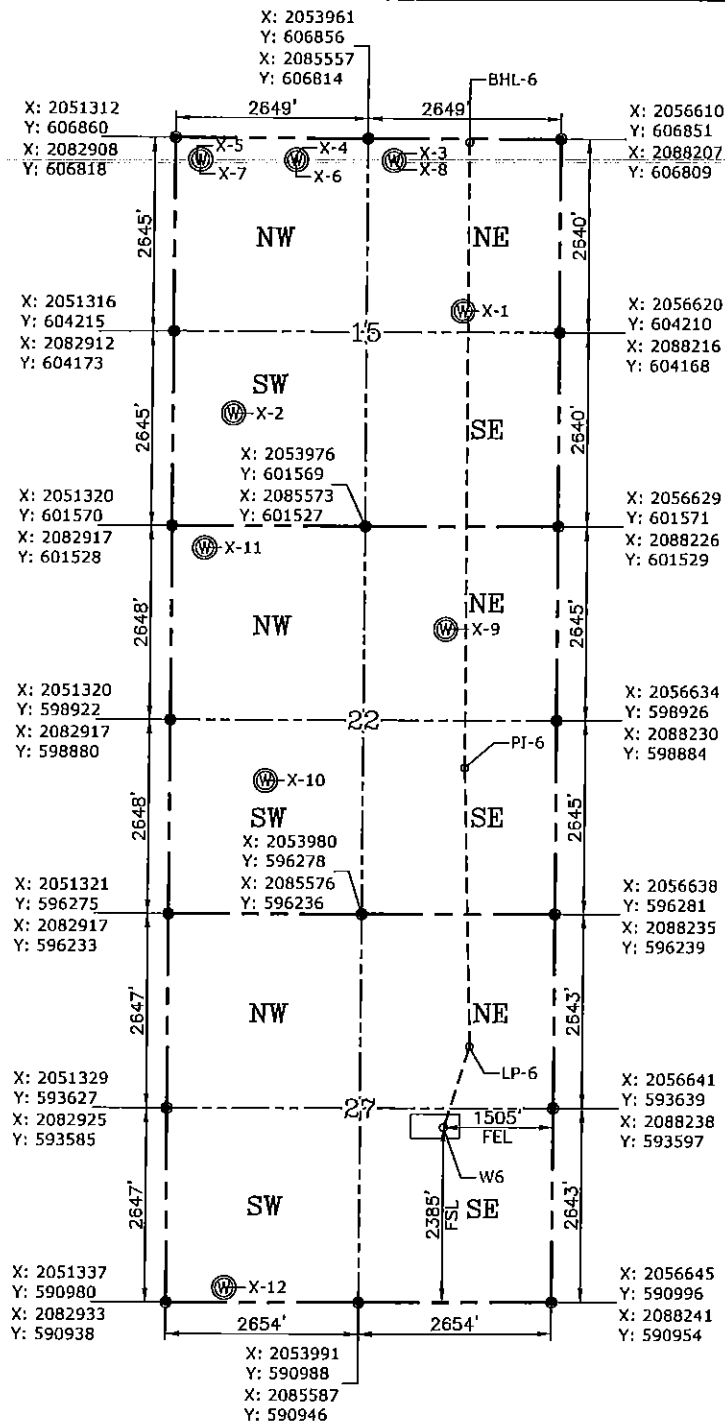 X: 2053961
Y: 606856
X: 2085557
Y: 606814
BHL-6
X: 2051312
Y: 606860
X: 2082908
Y: 606818
2649'
2649'
X: 2056610
Y: 606851
X: 2088207
Y: 606809
W X-5
X-7
W X-4
X-6
W X-3
X-8
2645'
NW
NE
2640'
W X-1
X: 2051316
Y: 604215
X: 2082912
Y: 604173
15
X: 2056620
Y: 604210
X: 2088216
Y: 604168
SW
W X-2
SE
2645'
2640'
X: 2053976
Y: 601569
X: 2085573
Y: 601527
X: 2051320
Y: 601570
X: 2082917
Y: 601528
X: 2056629
Y: 601571
X: 2088226
Y: 601529
W X-11
NE
NW
W X-9
2648'
2645'
X: 2051320
Y: 598922
X: 2082917
Y: 598880
22
X: 2056634
Y: 598926
X: 2088230
Y: 598884
PI-6
W X-10
SW
SE
2648'
2645'
X: 2053980
Y: 596278
X: 2085576
Y: 596236
X: 2051321
Y: 596275
X: 2082917
Y: 596233
X: 2056638
Y: 596281
X: 2088235
Y: 596239
NW
NE
2647'
2643'
LP-6
X: 2051329
Y: 593627
X: 2082925
Y: 593585
27
X: 2056641
Y: 593639
X: 2088238
Y: 593597
1505'
FEL
W6
2385'
FSL
SW
SE
2647'
2643'
W X-12
X: 2051337
Y: 590980
X: 2082933
Y: 590938
X: 2056645
Y: 590996
X: 2088241
Y: 590954
2654'
2654'
X: 2053991
Y: 590988
X: 2085587
Y: 590946